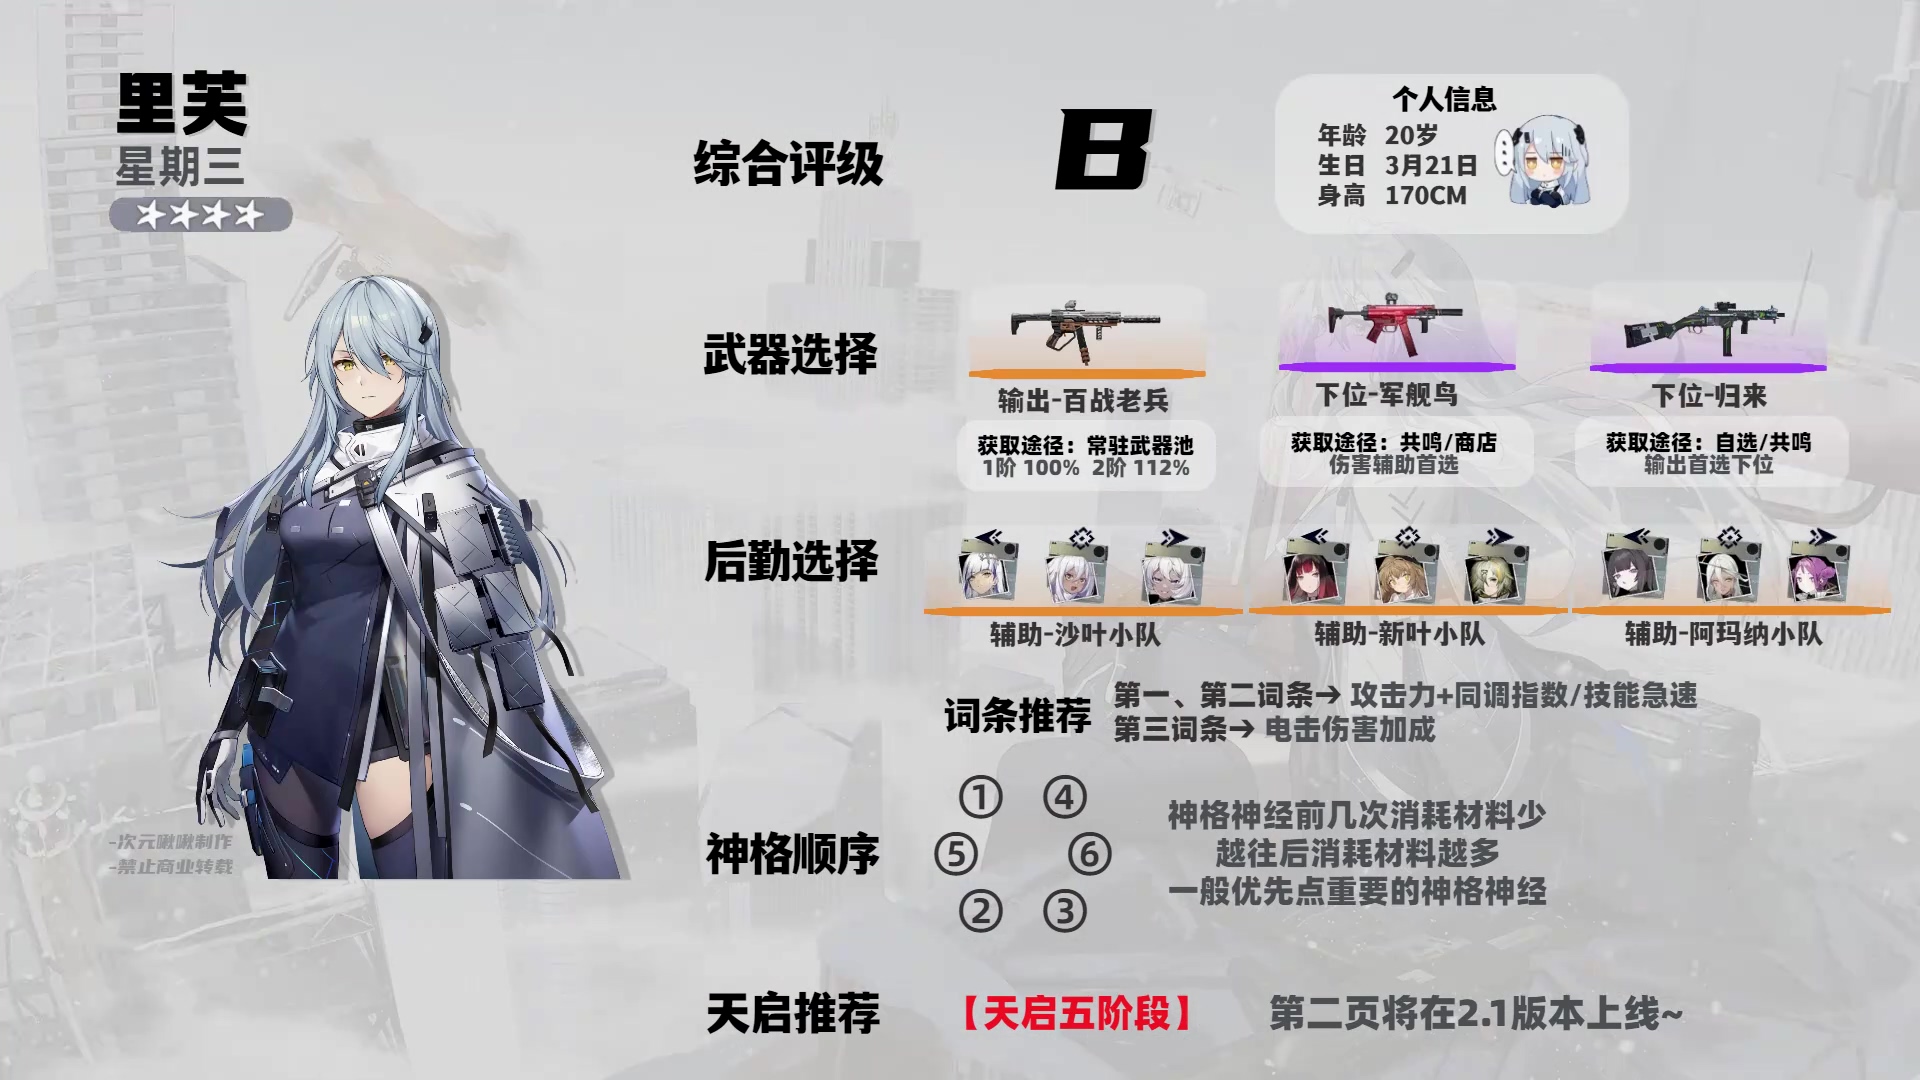 里芙
星期三
综合评级
B
个人信息
年龄 20岁
生日 3月21日
身高 170CM
武器选择
输出-百战老兵
获取途径：常驻武器池
1阶 100% 2阶 112%
下位-军舰鸟
获取途径：共鸣/商店
伤害辅助首选
下位-归来
获取途径：自选/共鸣
输出首选下位
后勤选择
辅助-沙叶小队
辅助-新叶小队
辅助-阿玛纳小队
词条推荐
第一、第二词条→ 攻击力+同调指数/技能急速
第三词条→ 电击伤害加成
神格顺序
① ④
⑤ ⑥
② ③
神格神经前几次消耗材料少
越往后消耗材料越多
一般优先点重要的神格神经
-次元啾啾制作
-禁止商业转载
天启推荐
【天启五阶段】
第二页将在2.1版本上线~